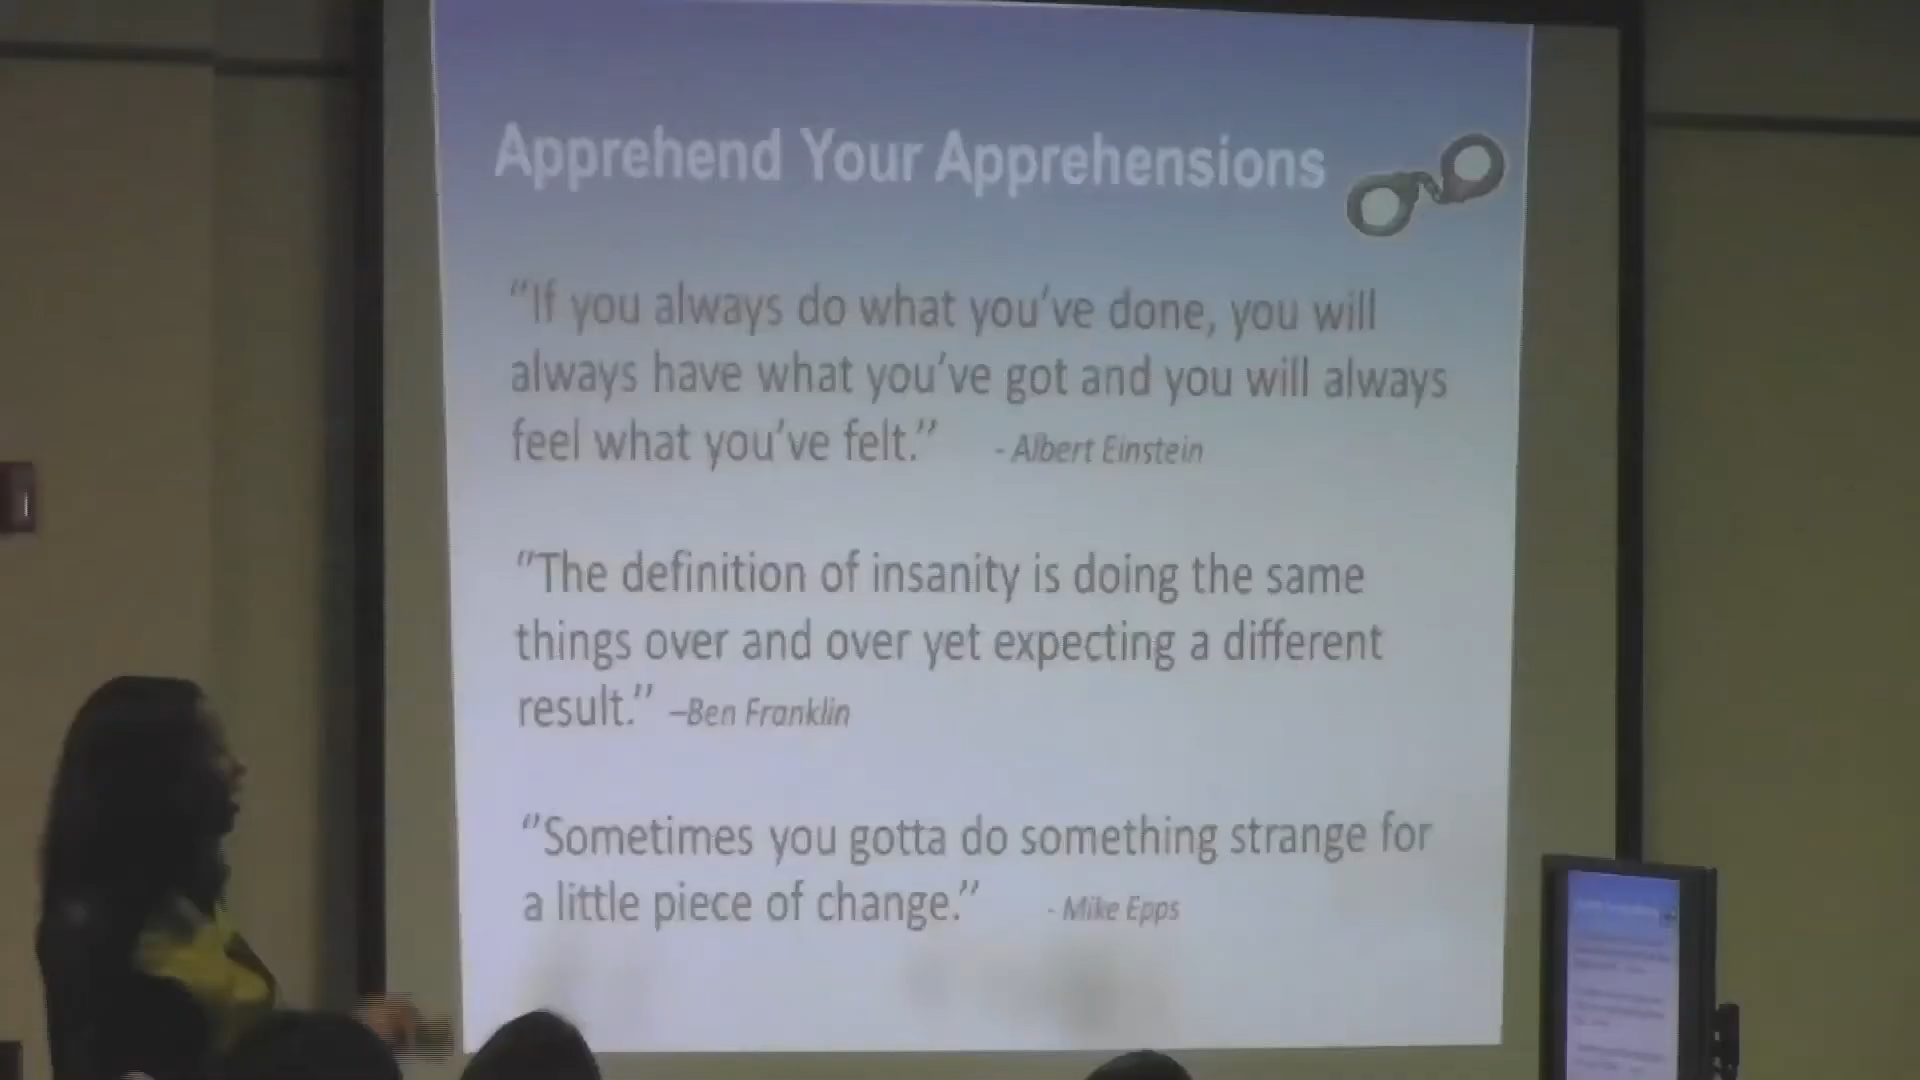 Apprehend Your Apprehensions
"If you always do what you've done, you will
always have what you've got and you will always
feel what you've felt." - Albert Einstein
"The definition of insanity is doing the same
things over and over yet expecting a different
result." –Ben Franklin
"Sometimes you gotta do something strange for
a little piece of change." - Mike Epps